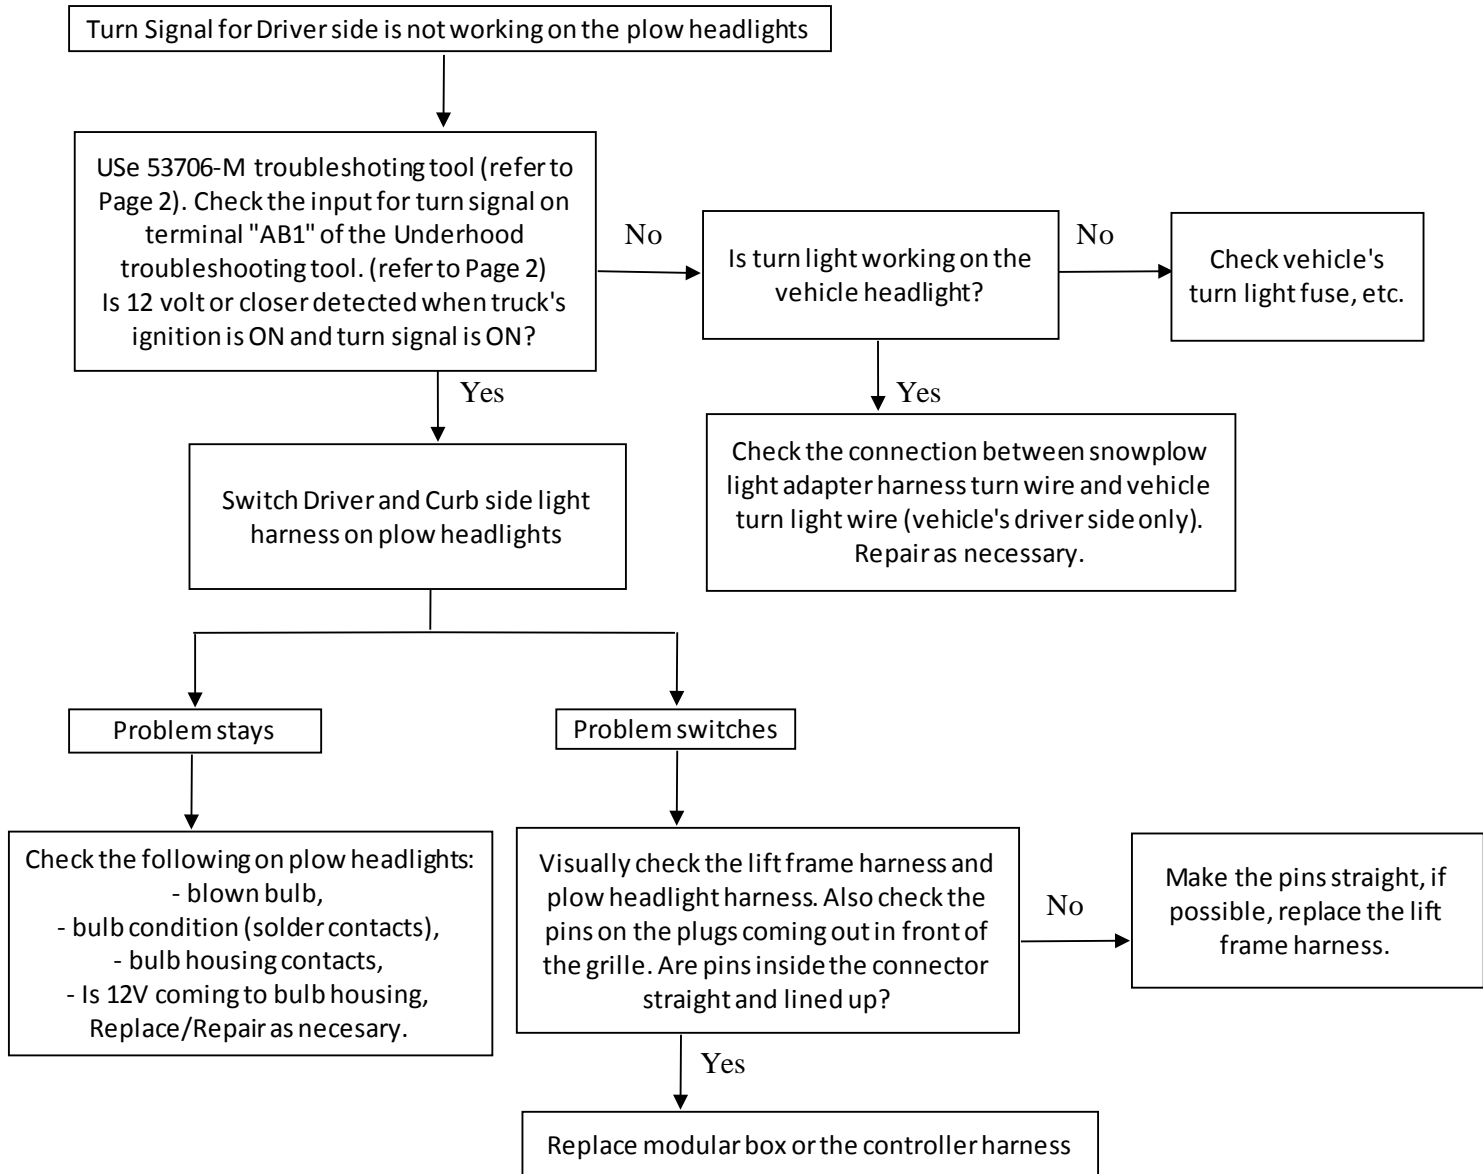 Turn Signal for Driver side is not working on the plow headlights
USe 53706-M troubleshoting tool (refer to
Page 2). Check the input for turn signal on
terminal "AB1" of the Underhood
troubleshooting tool. (refer to Page 2)
Is 12 volt or closer detected when truck's
ignition is ON and turn signal is ON?
No
Is turn light working on the
vehicle headlight?
No
Check vehicle's
turn light fuse, etc.
Yes
Yes
Check the connection between snowplow
light adapter harness turn wire and vehicle
turn light wire (vehicle's driver side only).
Repair as necessary.
Switch Driver and Curb side light
harness on plow headlights
Problem stays
Problem switches
Check the following on plow headlights:
- blown bulb,
- bulb condition (solder contacts),
- bulb housing contacts,
- Is 12V coming to bulb housing,
Replace/Repair as necesary.
Visually check the lift frame harness and
plow headlight harness. Also check the
pins on the plugs coming out in front of
the grille. Are pins inside the connector
straight and lined up?
No
Make the pins straight, if
possible, replace the lift
frame harness.
Yes
Replace modular box or the controller harness